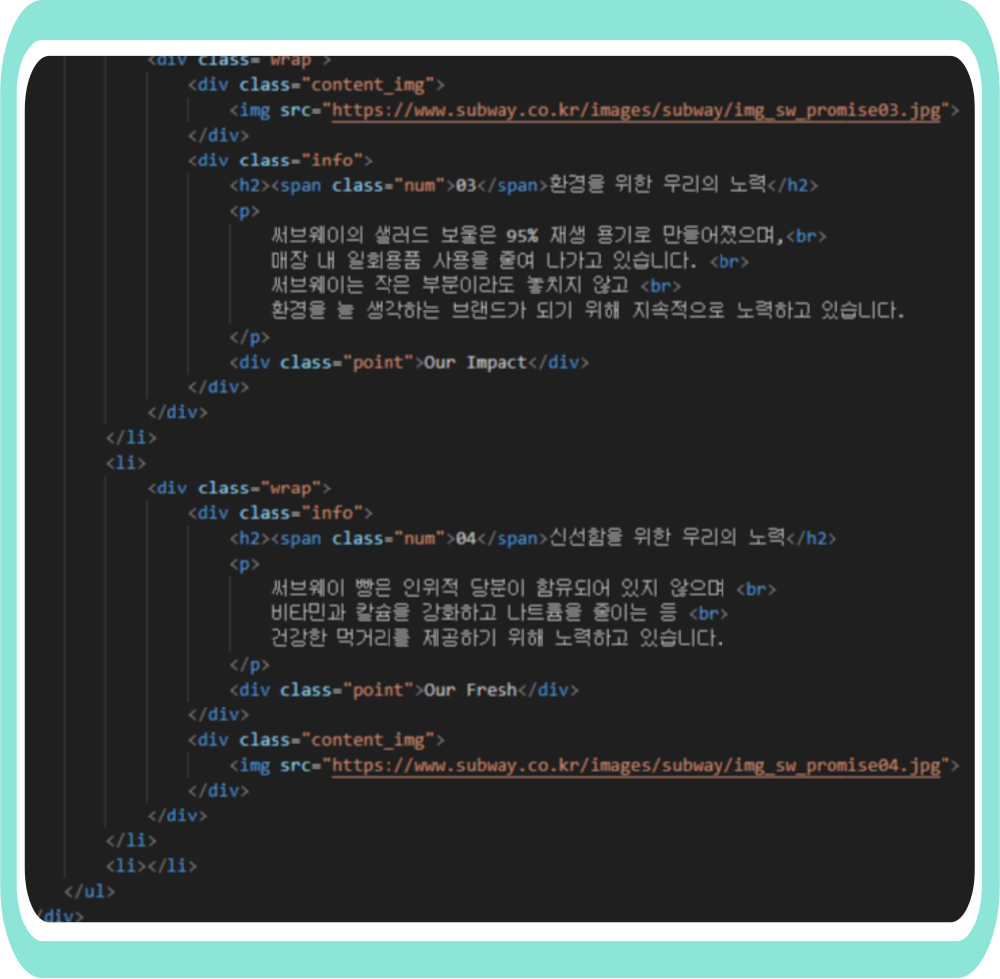 <div class="wrap">
<div class="content_img">
<img src="https://www.subway.co.kr/images/subway/img_sw_promise03.jpg">
</div>
<div class="info">
<h2><span class="num">03</span>환경을 위한 우리의 노력</h2>
<p>
써브웨이의 샐러드 보울은 95% 재생 용기로 만들어졌으며,<br>
매장 내 일회용품 사용을 줄여 나가고 있습니다. <br>
써브웨이는 작은 부분이라도 놓치지 않고 <br>
환경을 늘 생각하는 브랜드가 되기 위해 지속적으로 노력하고 있습니다.
</p>
<div class="point">Our Impact</div>
</div>
</div>
</li>
<li>
<div class="wrap">
<div class="info">
<h2><span class="num">04</span>신선함을 위한 우리의 노력</h2>
<p>
써브웨이 빵은 인위적 당분이 함유되어 있지 않으며 <br>
비타민과 칼슘을 강화하고 나트륨을 줄이는 등 <br>
건강한 먹거리를 제공하기 위해 노력하고 있습니다.
</p>
<div class="point">Our Fresh</div>
</div>
<div class="content_img">
<img src="https://www.subway.co.kr/images/subway/img_sw_promise04.jpg">
</div>
</div>
</li>
<li></li>
</ul>
/div>